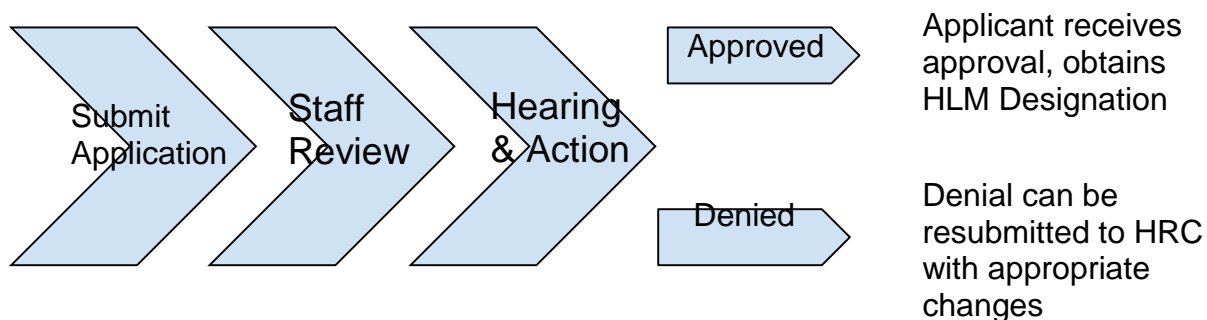 Submit
Application
Staff
Review
Hearing
& Action
Approved
Applicant receives
approval, obtains
HLM Designation
Denied
Denial can be
resubmitted to HRC
with appropriate
changes